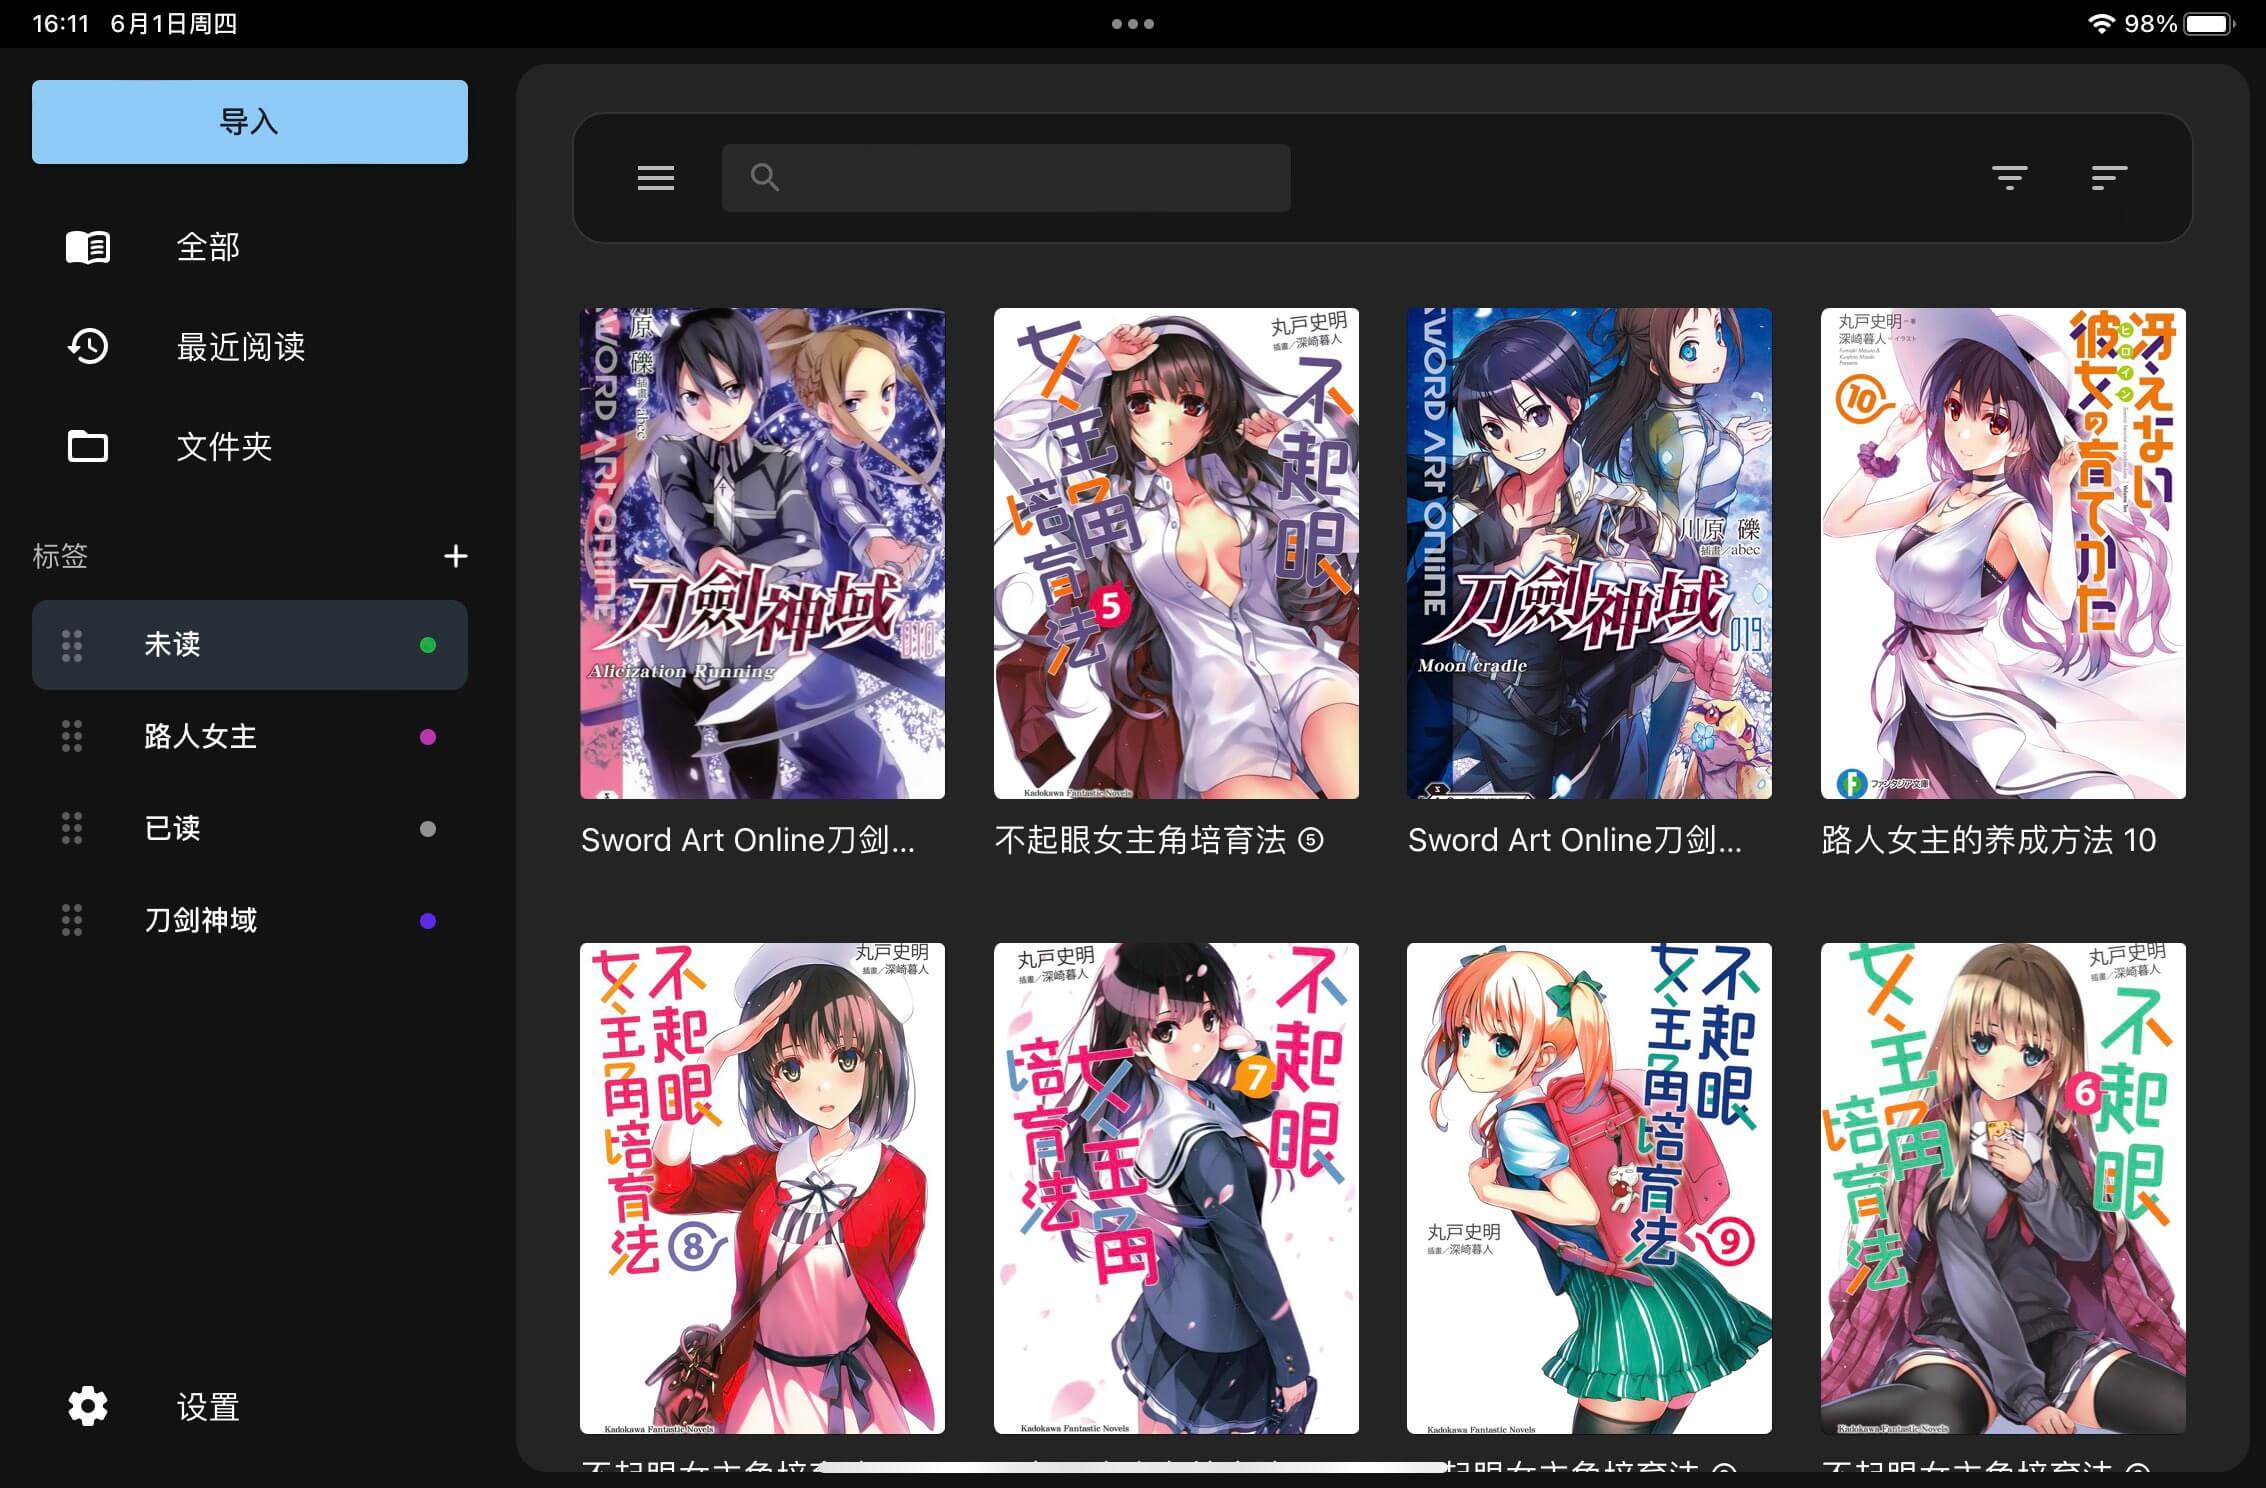 16:11 6月1日周四
98%
导入
全部
最近阅读
文件夹
标签
未读
路人女主
已读
刀剑神域
设置
SWORD ART ONLINE
川原 礫
插畫／abec
刀劍神域
010
Alicization Running
Sword Art Online刀剑...
丸戸史明
插畫／深崎暮人
不起眼
女主角
培育法
5
Kadokawa Fantastic Novels
不起眼女主角培育法 ⑤
SWORD ART ONLINE
川原 礫
插畫／abec
刀劍神域
019
Moon cradle
Sword Art Online刀剑...
丸戸史明
深崎暮人
10
冴えない
彼女の育てかた
ヒロイン
ファンタジア文庫
路人女主的养成方法 10
丸戸史明
插畫／深崎暮人
不起眼
女主角培育法
8
Kadokawa Fantastic Novels
丸戸史明
插畫／深崎暮人
不起眼
女主角
培育法
7
Kadokawa Fantastic Novels
不起眼
女主角培育法
9
丸戸史明
插畫／深崎暮人
Kadokawa Fantastic Novels
丸戸史明
插畫／深崎暮人
不起眼
女主角
培育法
6
Kadokawa Fantastic Novels